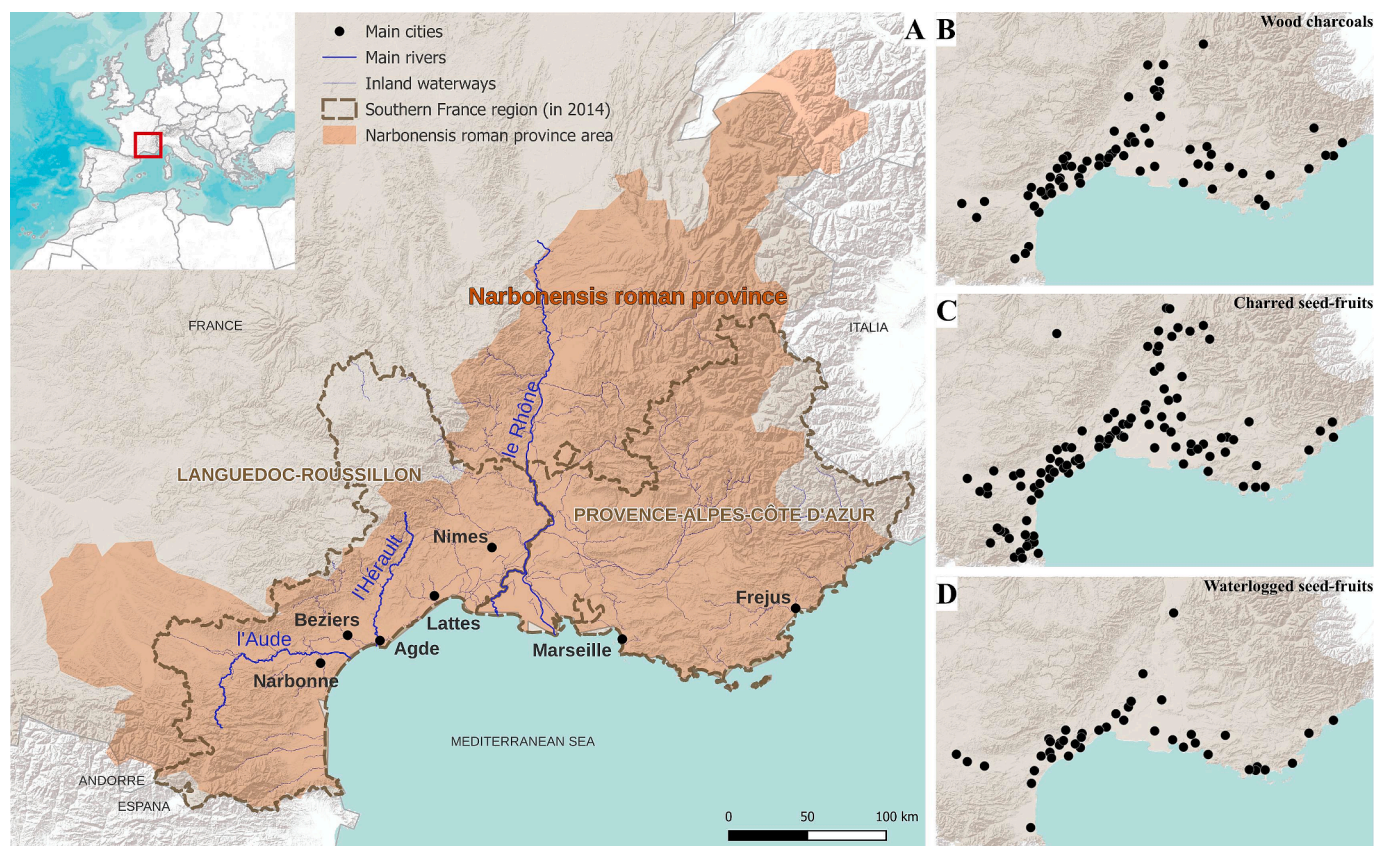 A
Main cities
Main rivers
Inland waterways
Southern France region (in 2014)
Narbonensis roman province area
Narbonensis roman province
FRANCE
ITALIA
le Rhône
LANGUEDOC-ROUSSILLON
PROVENCE-ALPES-CÔTE D'AZUR
Nimes
l'Hérault
Frejus
Beziers
Lattes
l'Aude
Agde
Marseille
Narbonne
MEDITERRANEAN SEA
ANDORRE
ESPANA
0 50 100 km
B
Wood charcoals
C
Charred seed-fruits
D
Waterlogged seed-fruits